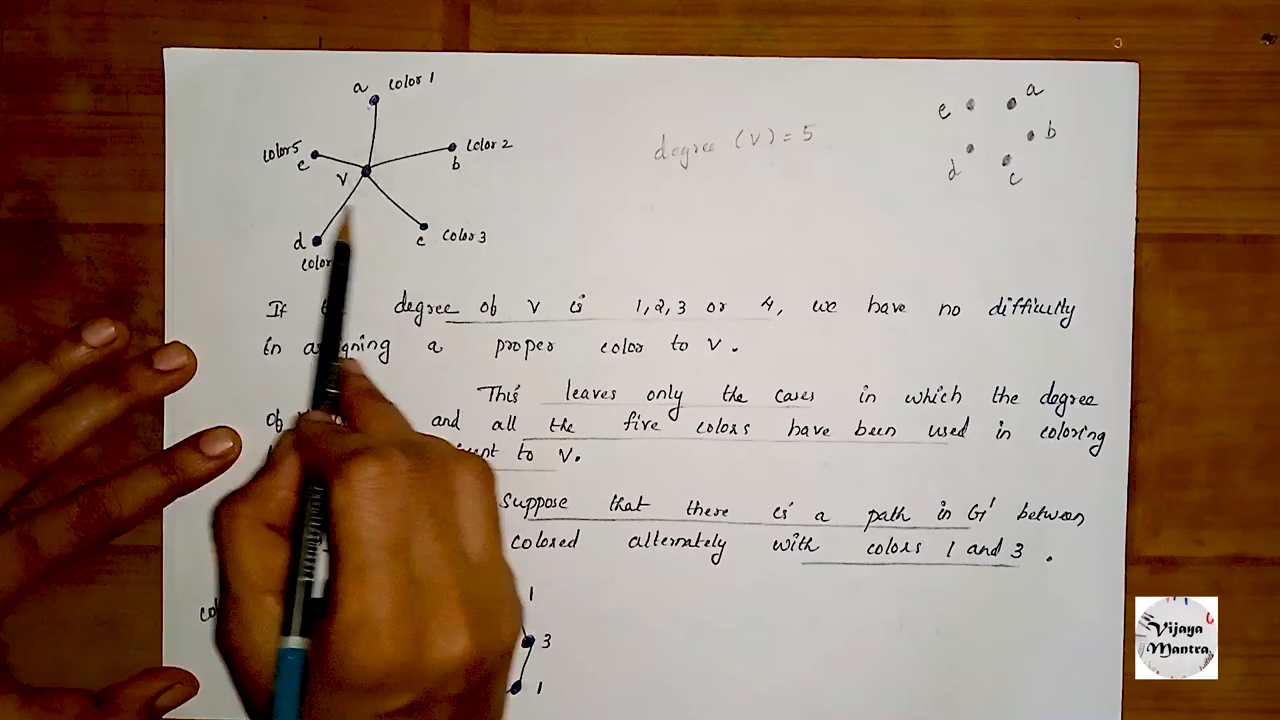 a color 1
color5
e
color 2
b
V
d
color
c color 3
degree (V) = 5
e a
b
d
c
If degree of V is 1,2,3 or 4, we have no difficulty
in assigning a proper color to V.
This leaves only the cases in which the degree
of and all the five colors have been used in coloring
to V.
Suppose that there is a path in G' between
colored alternately with colors 1 and 3.
1
3
1
Vijaya
Mantra